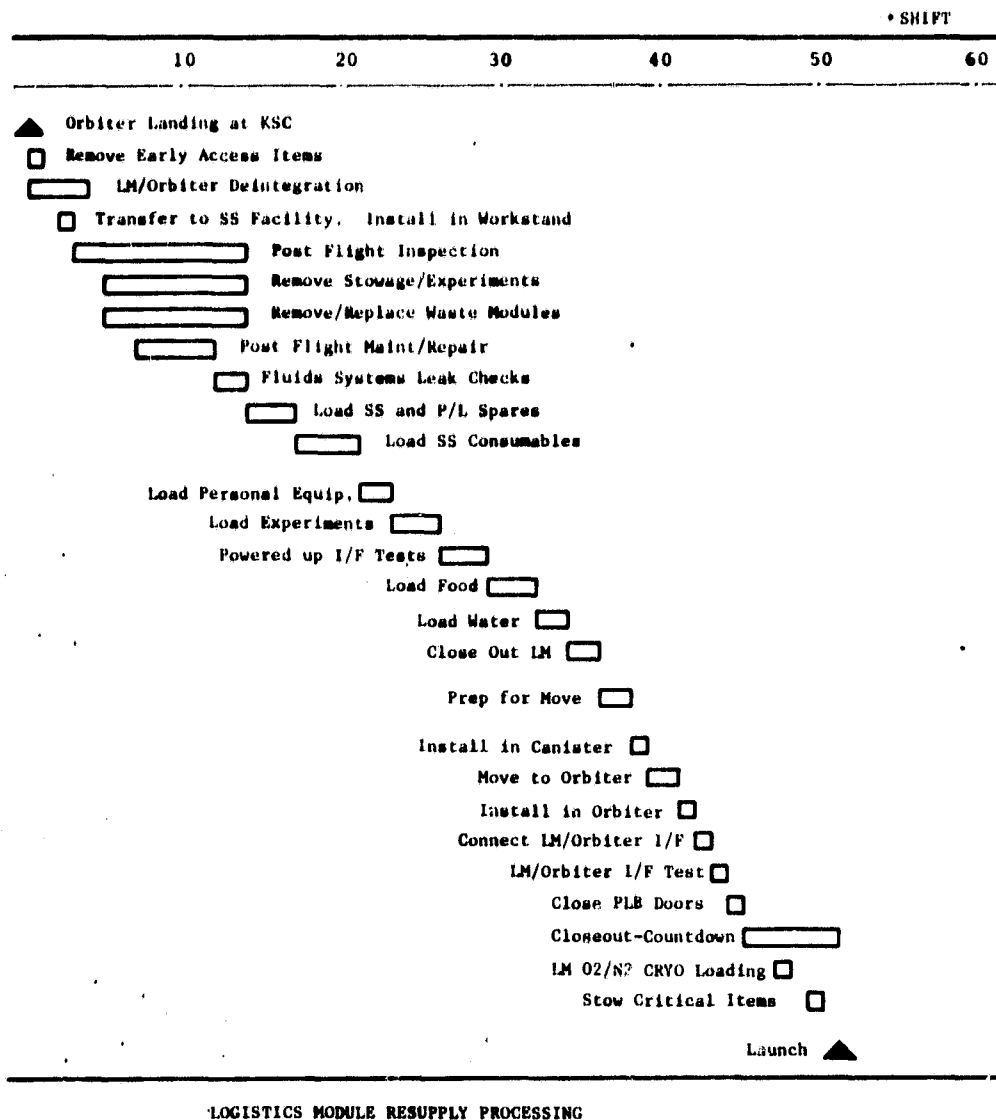 • SHIFT
10 20 30 40 50 60
Orbiter Landing at KSC
Remove Early Access Items
LM/Orbiter Deintegration
Transfer to SS Facility, Install in Workstand
Post Flight Inspection
Remove Stowage/Experiments
Remove/Replace Waste Modules
Post Flight Maint/Repair
Fluids Systems Leak Checks
Load SS and P/L Spares
Load SS Consumables
Load Personal Equip.
Load Experiments
Powered up I/F Tests
Load Food
Load Water
Close Out LM
Prep for Move
Install in Canister
Move to Orbiter
Install in Orbiter
Connect LM/Orbiter I/F
LM/Orbiter I/F Test
Close PLB Doors
Closeout-Countdown
LM O2/N2 CRYO Loading
Stow Critical Items
Launch
LOGISTICS MODULE RESUPPLY PROCESSING